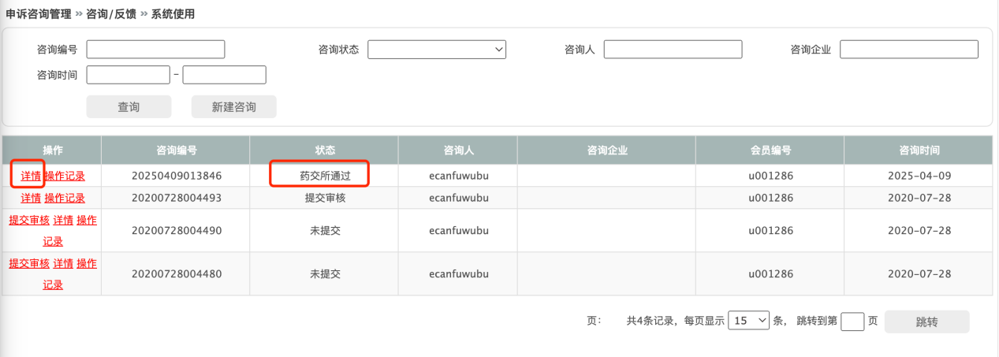 申诉咨询管理 » 咨询/反馈 » 系统使用
咨询编号 咨询状态 咨询人 咨询企业
咨询时间 -
查询 新建咨询
操作 咨询编号 状态 咨询人 咨询企业 会员编号 咨询时间
详情 操作记录 20250409013846 药交所通过 ecanfuwubu u001286 2025-04-09
详情 操作记录 20200728004493 提交审核 ecanfuwubu u001286 2020-07-28
提交审核 详情 操作
记录 20200728004490 未提交 ecanfuwubu u001286 2020-07-28
提交审核 详情 操作
记录 20200728004480 未提交 ecanfuwubu u001286 2020-07-28
页： 共4条记录，每页显示 15 条， 跳转到第 页 跳转